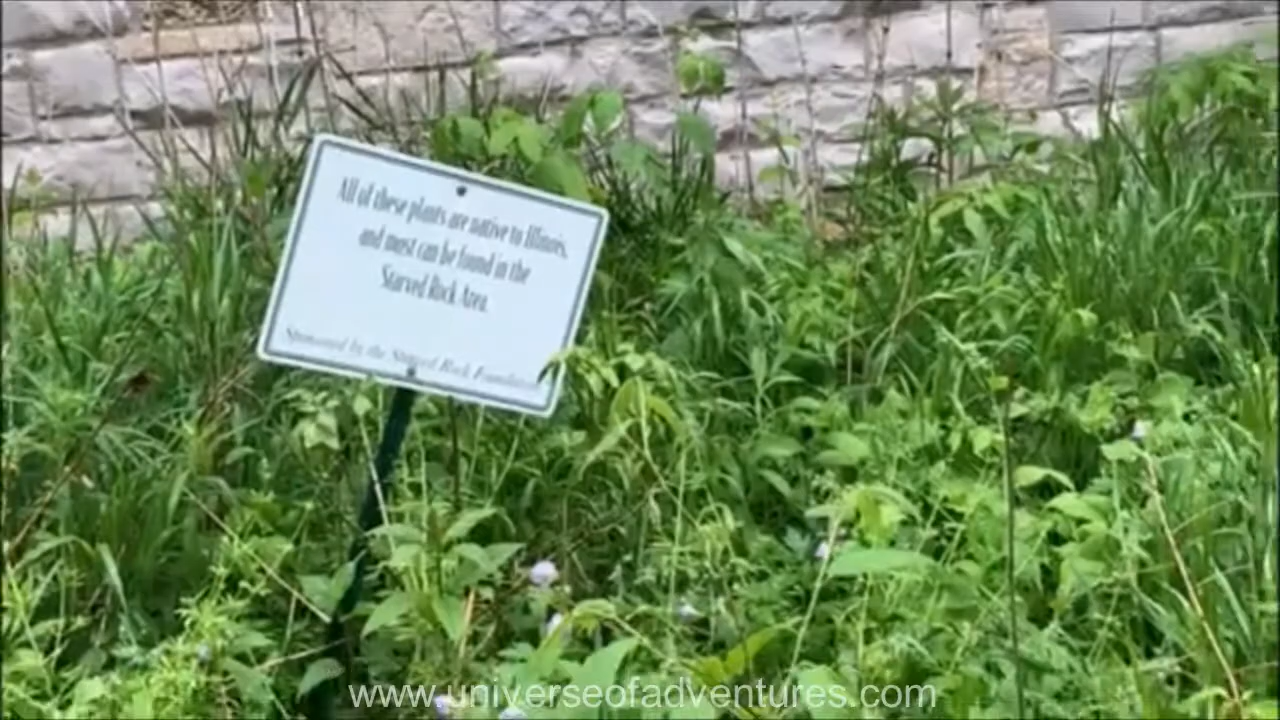 All of these plants are native to Illinois,
and most can be found in the
Starved Rock Area.
Sponsored by the Starved Rock Foundation
www.universeofadventures.com